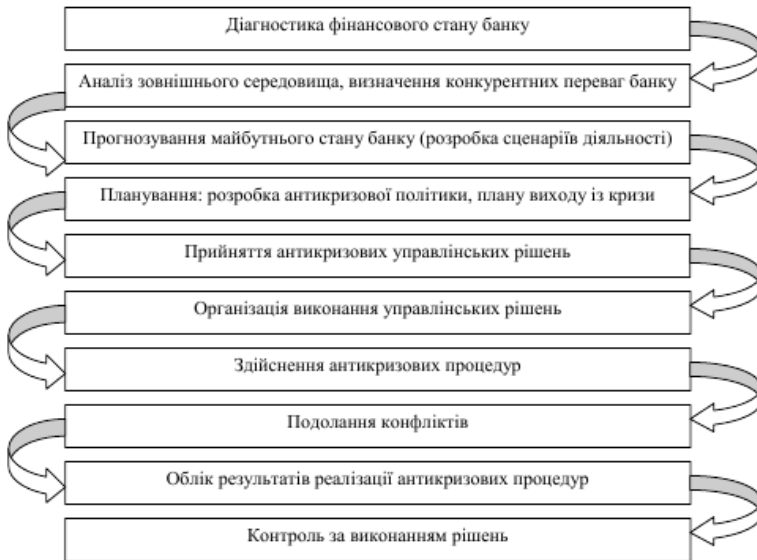 Діагностика фінансового стану банку
Аналіз зовнішнього середовища, визначення конкурентних переваг банку
Прогнозування майбутнього стану банку (розробка сценаріїв діяльності)
Планування: розробка антикризової політики, плану виходу із кризи
Прийняття антикризових управлінських рішень
Організація виконання управлінських рішень
Здійснення антикризових процедур
Подолання конфліктів
Облік результатів реалізації антикризових процедур
Контроль за виконанням рішень